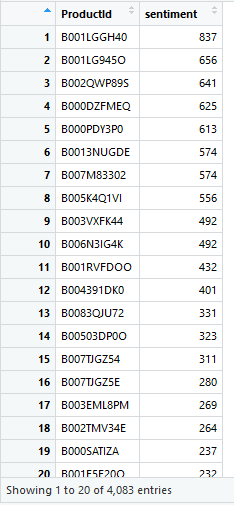 ProductId sentiment
1 B001LGGH40 837
2 B001LG945O 656
3 B002QWP89S 641
4 B000DZFMEQ 625
5 B000PDY3P0 613
6 B0013NUGDE 574
7 B007M83302 574
8 B005K4Q1VI 556
9 B003VXFK44 492
10 B006N3IG4K 492
11 B001RVFDOO 432
12 B004391DK0 401
13 B0083QJU72 331
14 B00503DP0O 323
15 B007TJGZ54 311
16 B007TJGZ5E 280
17 B003EML8PM 269
18 B002TMV34E 264
19 B000SATIZA 237
20 B001E5E20O 232
Showing 1 to 20 of 4,083 entries